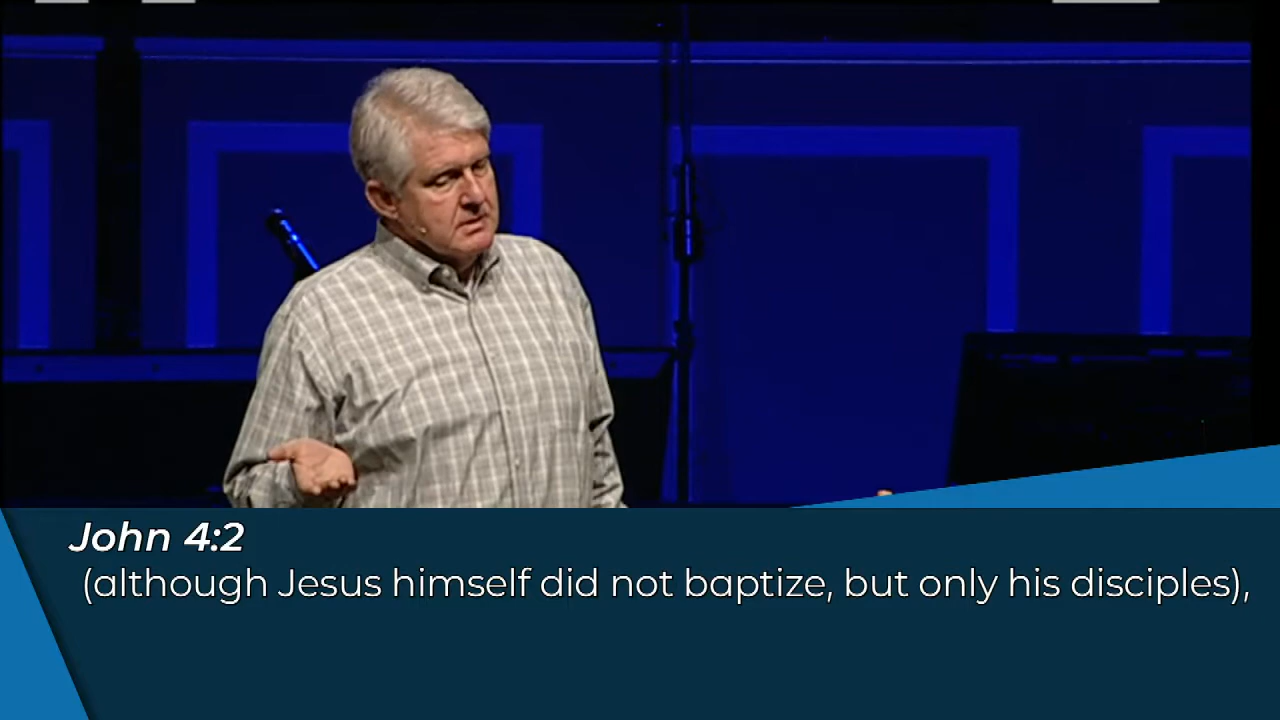 John 4:2
(although Jesus himself did not baptize, but only his disciples),